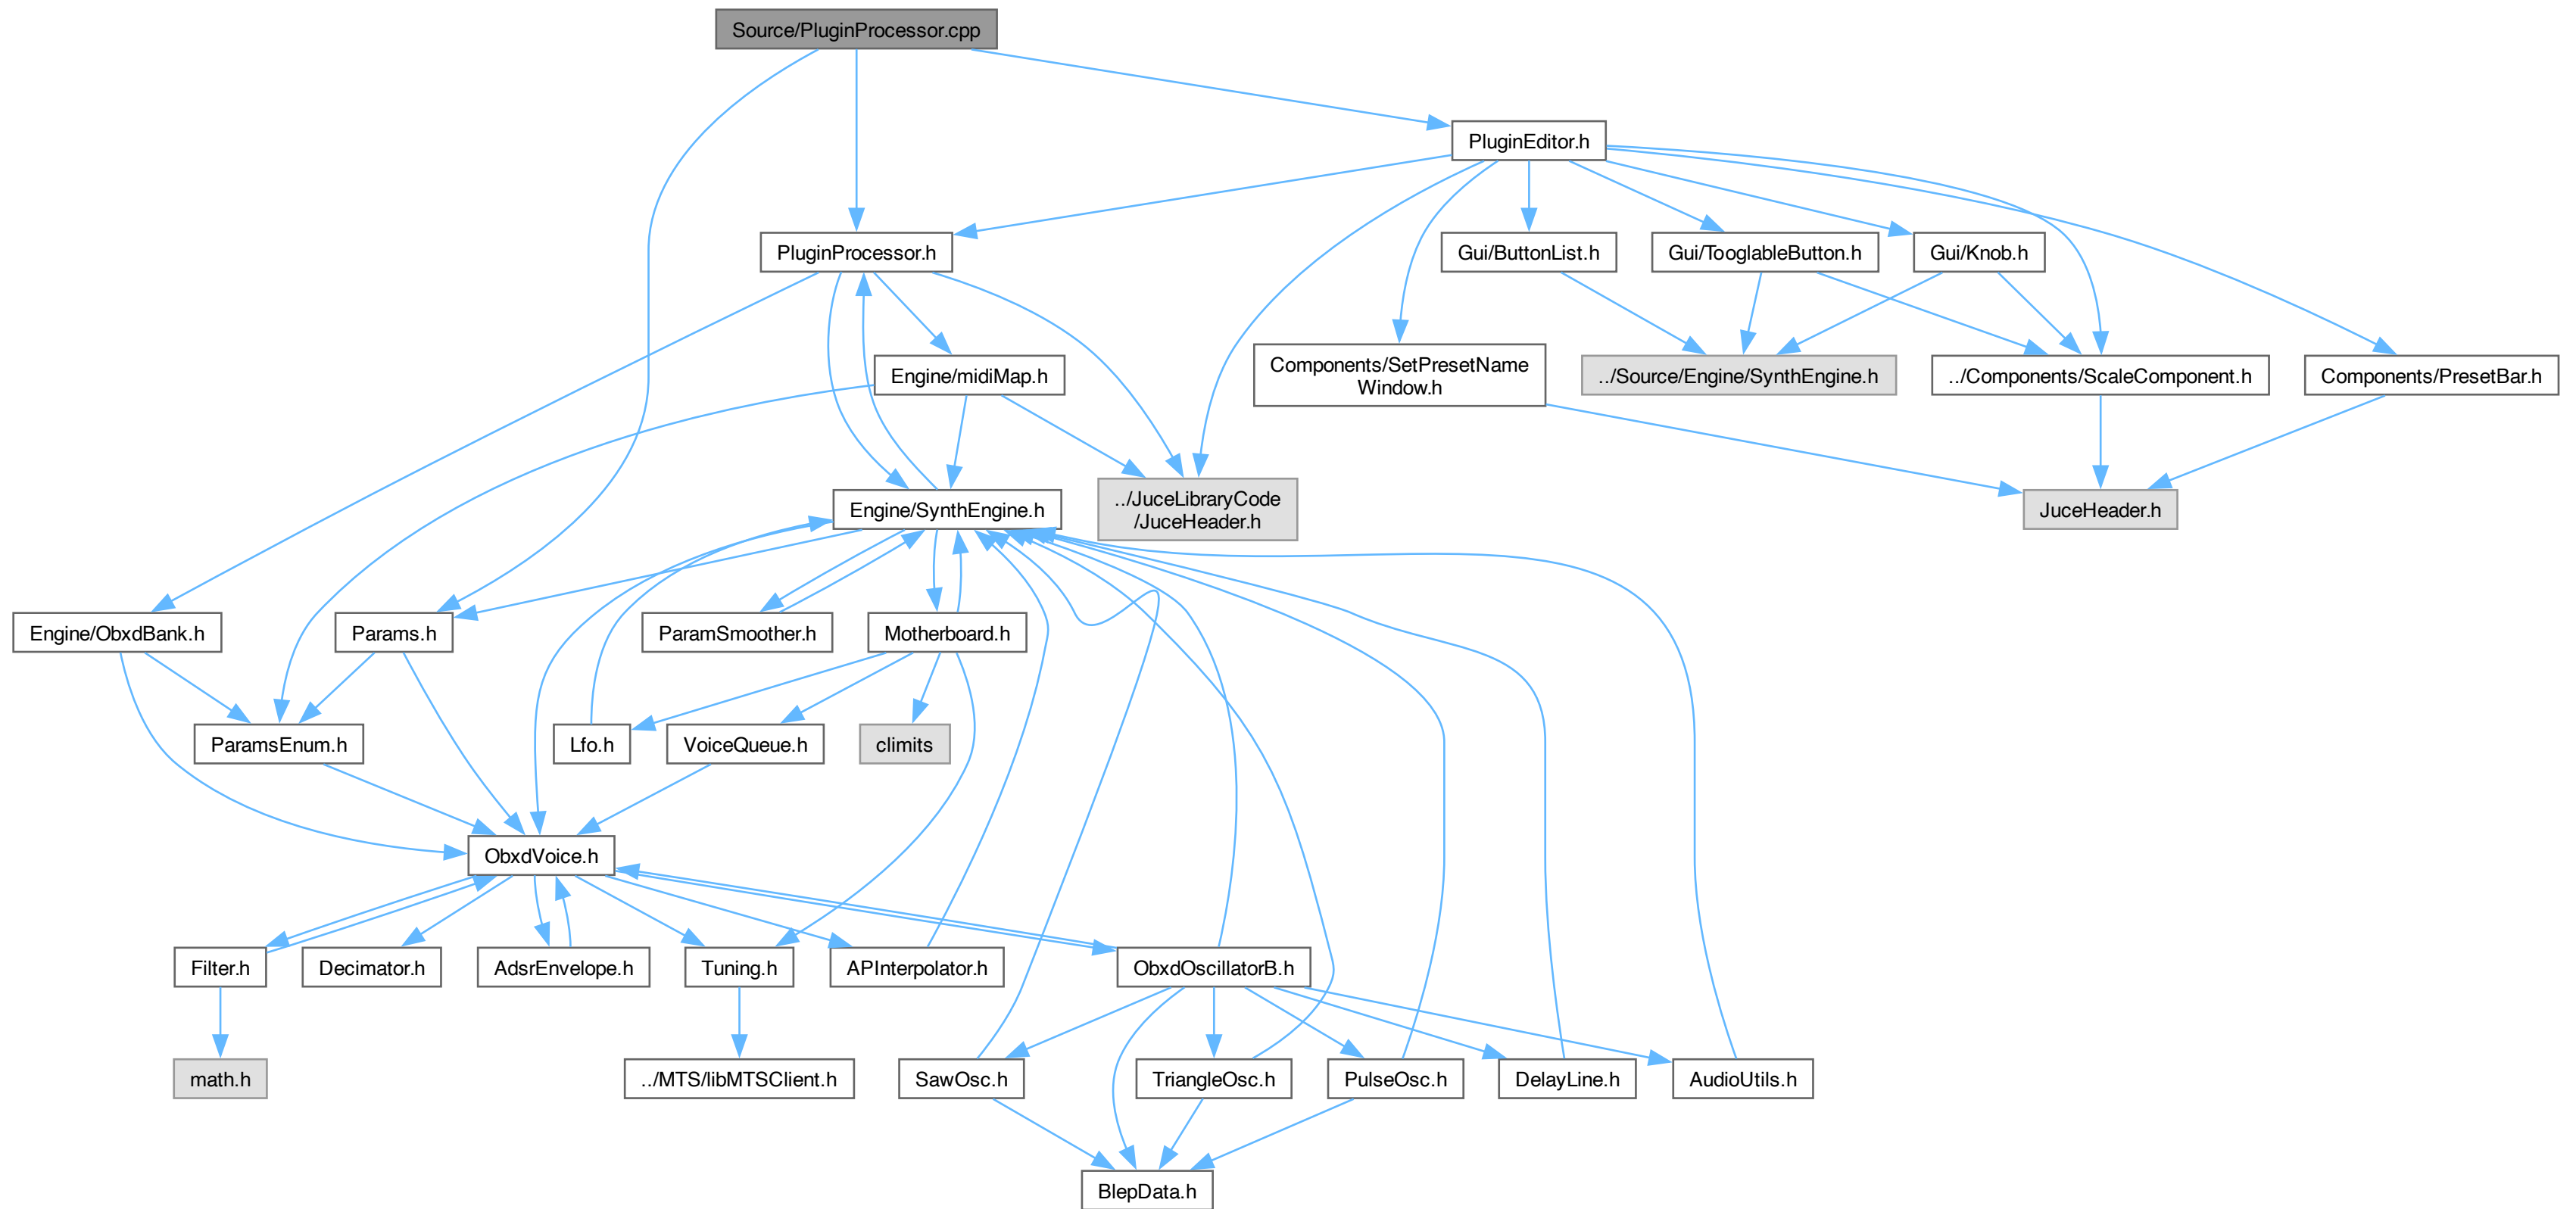 Source/PluginProcessor.cpp
PluginEditor.h
PluginProcessor.h
Gui/ButtonList.h
Gui/TooglableButton.h
Gui/Knob.h
Engine/midiMap.h
Components/SetPresetName
Window.h
../Source/Engine/SynthEngine.h
../Components/ScaleComponent.h
Components/PresetBar.h
Engine/SynthEngine.h
../JuceLibraryCode
/JuceHeader.h
JuceHeader.h
Engine/ObxdBank.h
Params.h
ParamSmoother.h
Motherboard.h
ParamsEnum.h
Lfo.h
VoiceQueue.h
climits
ObxdVoice.h
Filter.h
Decimator.h
AdsrEnvelope.h
Tuning.h
APInterpolator.h
ObxdOscillatorB.h
math.h
../MTS/libMTSClient.h
SawOsc.h
TriangleOsc.h
PulseOsc.h
DelayLine.h
AudioUtils.h
BlepData.h